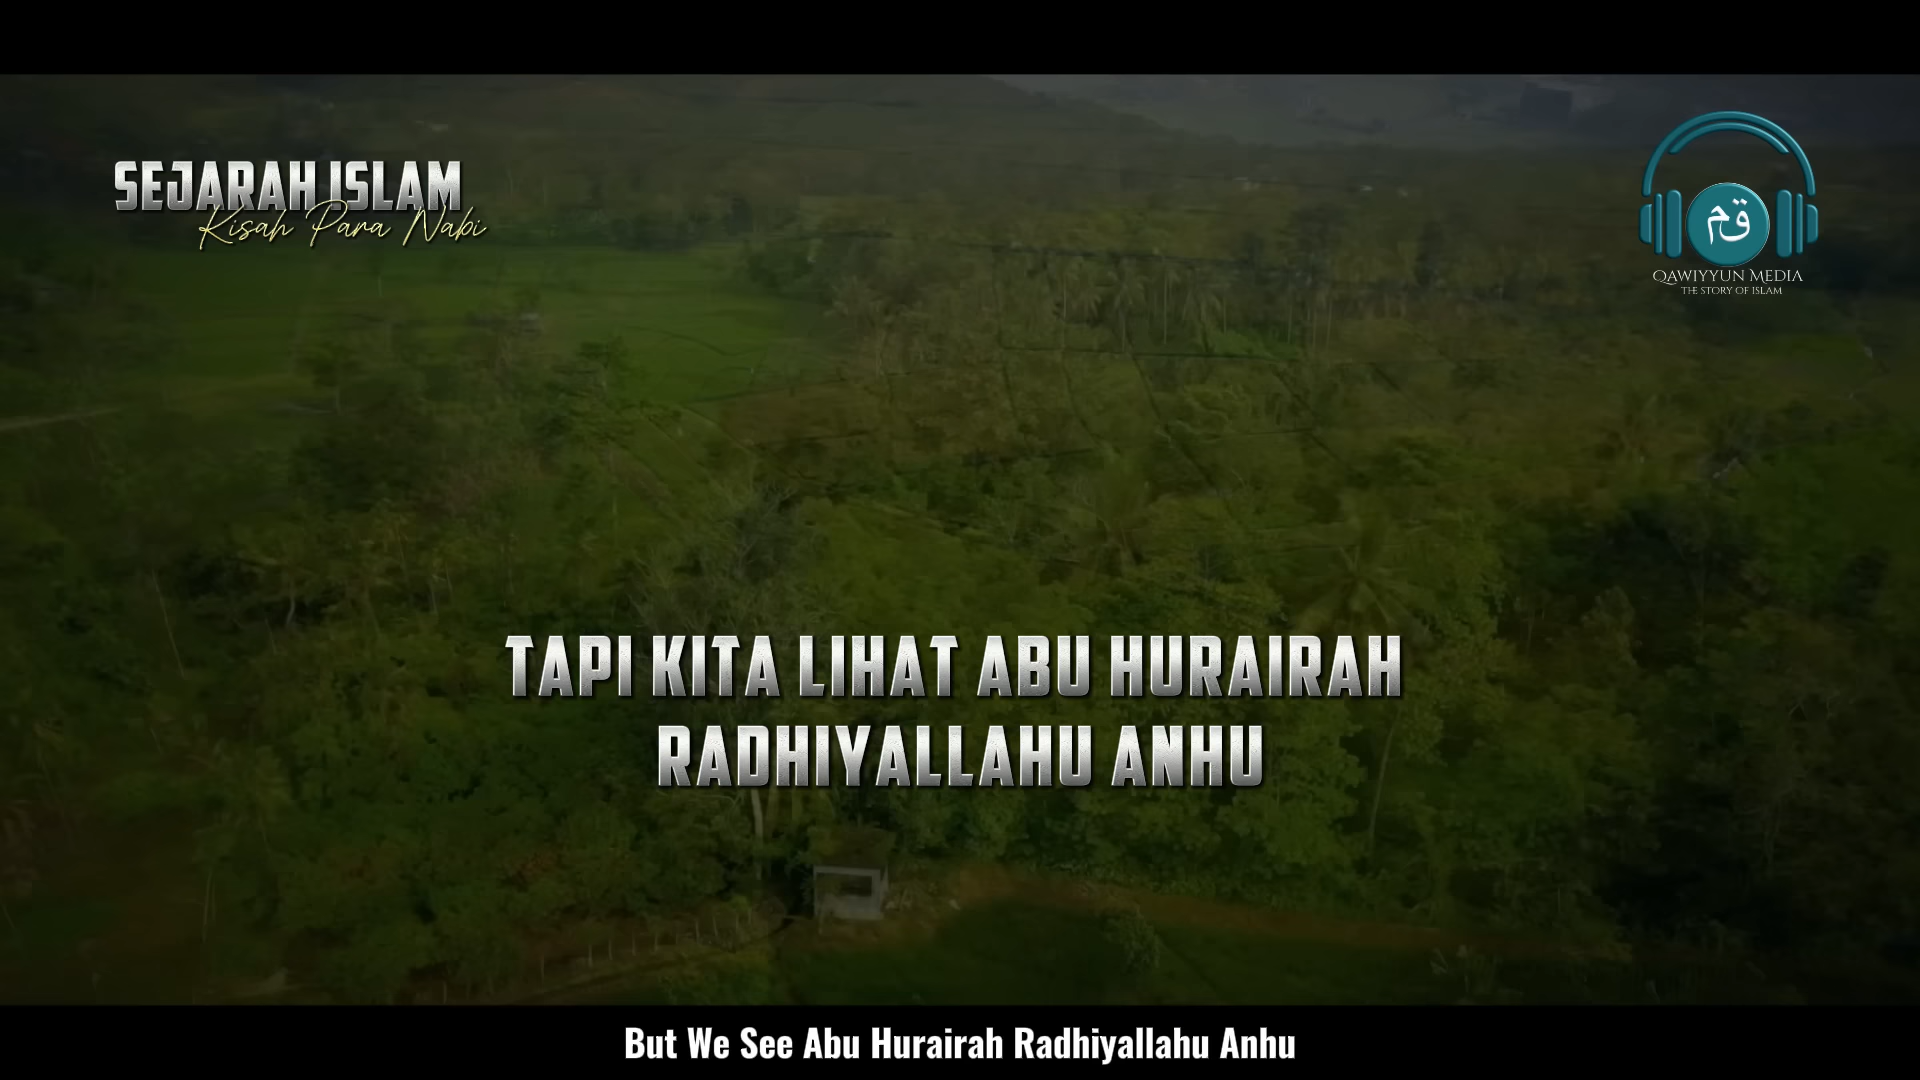 SEJARAH ISLAM
Kisah Para Nabi
قم
QAWIYYUN MEDIA
THE STORY OF ISLAM
TAPI KITA LIHAT ABU HURAIRAH
RADHIYALLAHU ANHU
But We See Abu Hurairah Radhiyallahu Anhu